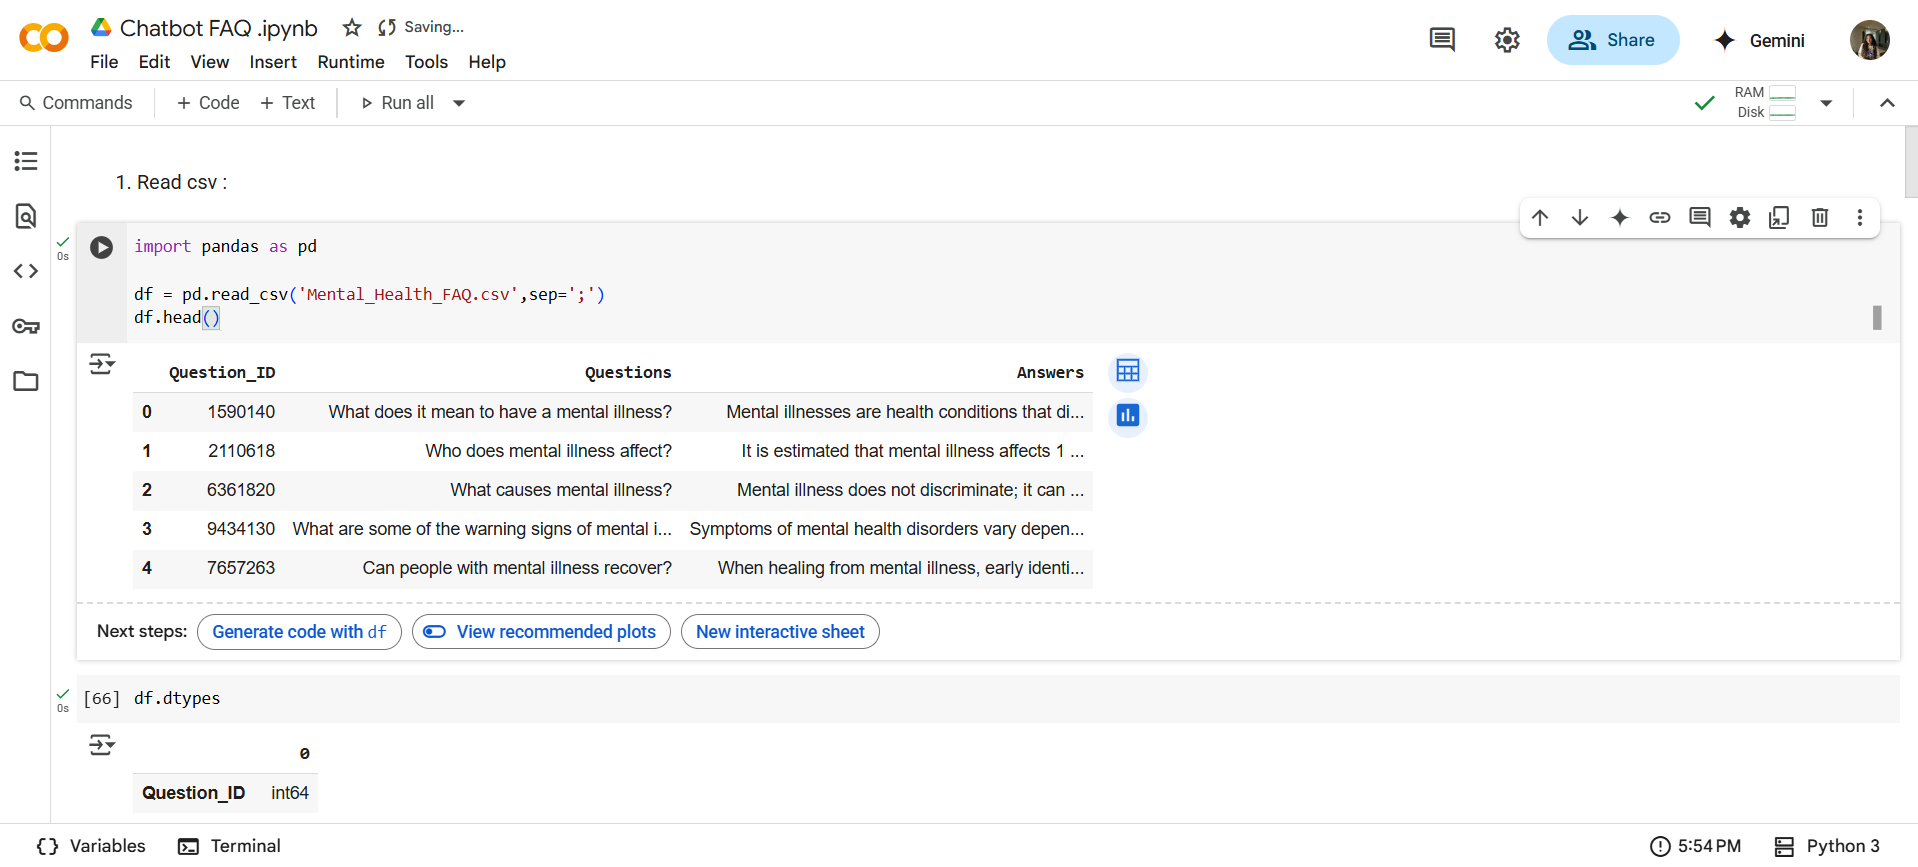 Chatbot FAQ .ipynb Saving...
File Edit View Insert Runtime Tools Help
Share
Gemini
Commands + Code + Text Run all
RAM
Disk
1. Read csv :
0s
import pandas as pd
df = pd.read_csv('Mental_Health_FAQ.csv',sep=';')
df.head()
Question_ID Questions Answers
0 1590140 What does it mean to have a mental illness? Mental illnesses are health conditions that di...
1 2110618 Who does mental illness affect? It is estimated that mental illness affects 1 ...
2 6361820 What causes mental illness? Mental illness does not discriminate; it can ...
3 9434130 What are some of the warning signs of mental i... Symptoms of mental health disorders vary depen...
4 7657263 Can people with mental illness recover? When healing from mental illness, early identi...
Next steps: Generate code with df View recommended plots New interactive sheet
0s
[66] df.dtypes
0
Question_ID int64
Variables Terminal 5:54 PM Python 3